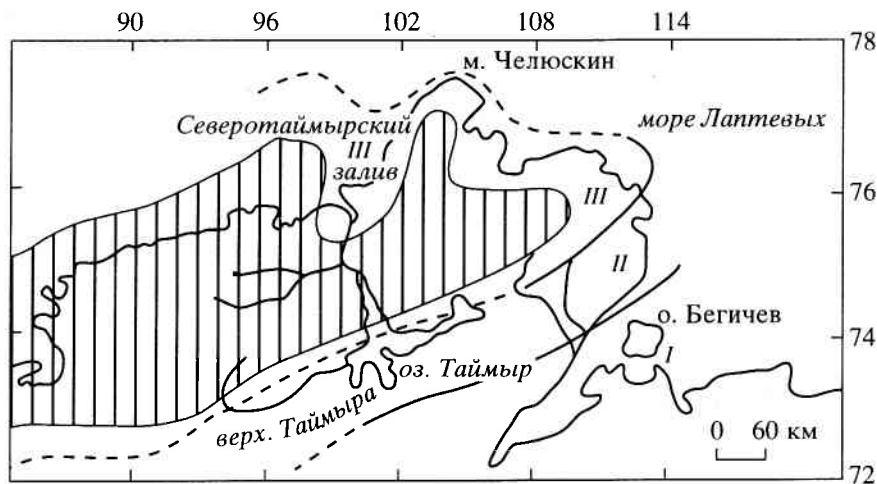 90 96 102 108 114
78
м. Челюскин
Северотаймырский
море Лаптевых
III
залив
76
III
II
о. Бегичев
74
I
оз. Таймыр
верх. Таймыра
0 60 км
72